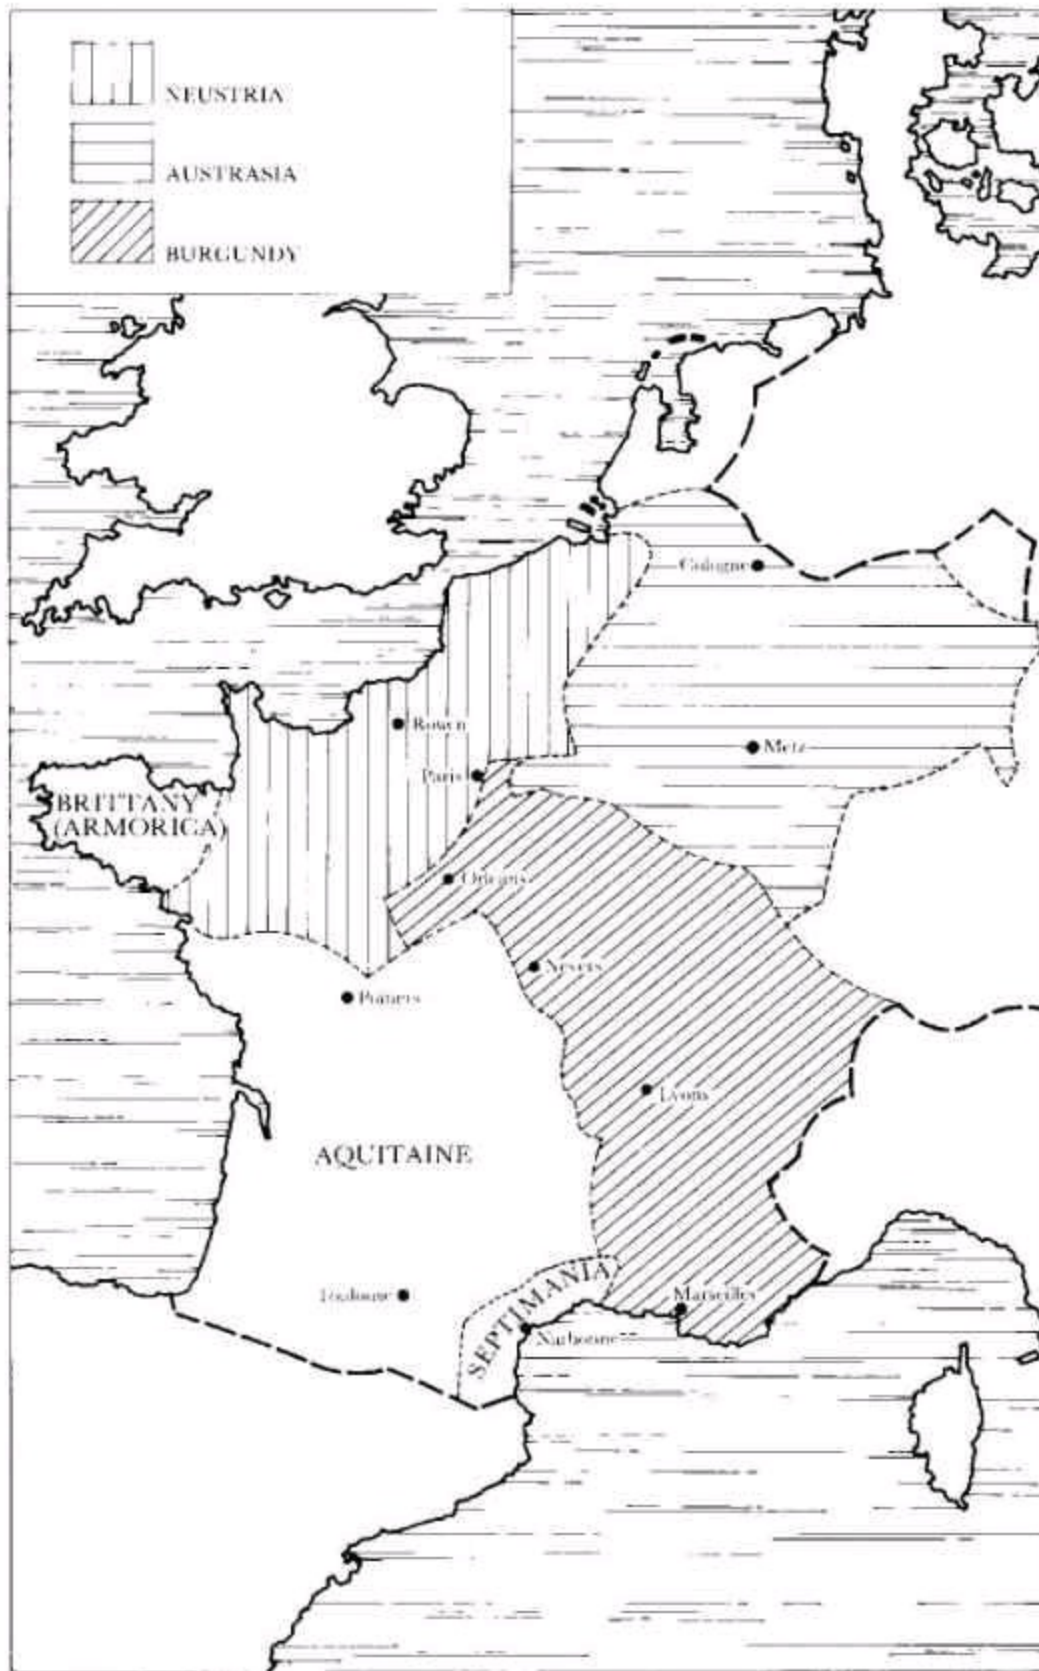 NEUSTRIA
AUSTRASIA
BURGUNDY
Cologne
Rouen
Metz
Paris
BRITTANY
(ARMORICA)
Orleans
Nevers
Poitiers
Lyons
AQUITAINE
SEPTIMANIA
Toulouse
Marseilles
Narbonne